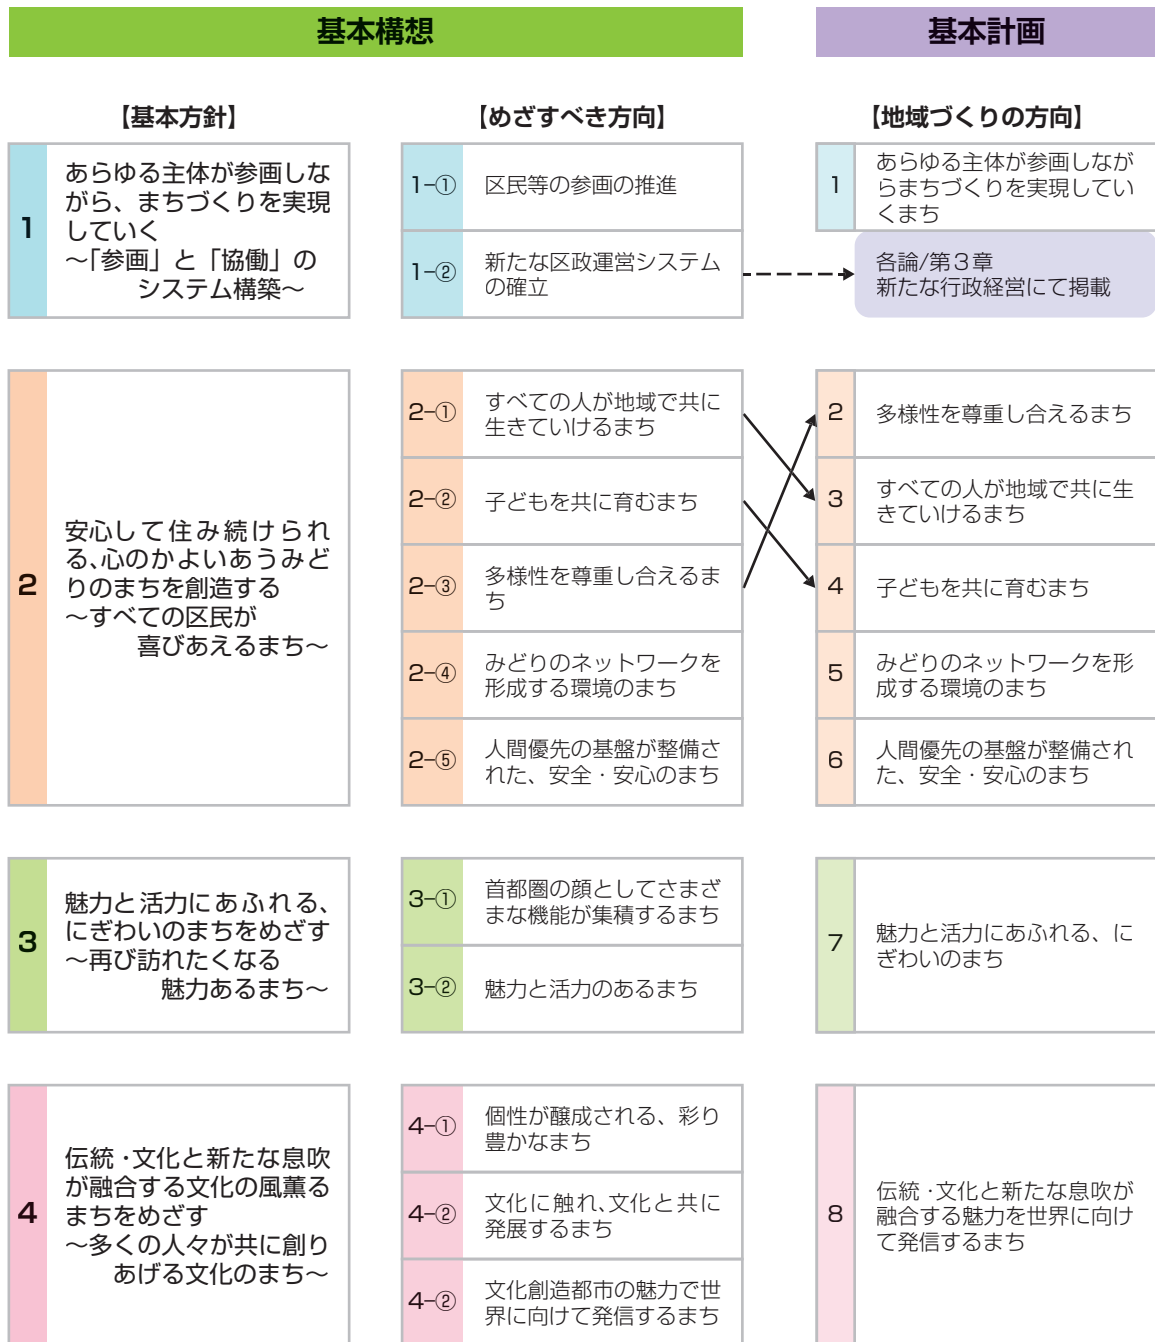 基本構想
基本計画
【基本方針】
【めざすべき方向】
【地域づくりの方向】
1
あらゆる主体が参画しな
がら、まちづくりを実現
していく
～「参画」と「協働」の
システム構築～
1-①
区民等の参画の推進
1-②
新たな区政運営システム
の確立
1
あらゆる主体が参画しなが
らまちづくりを実現してい
くまち
各論/第３章
新たな行政経営にて掲載
2
安心して住み続けられ
る、心のかよいあうみど
りのまちを創造する
～すべての区民が
喜びあえるまち～
2-①
すべての人が地域で共に
生きていけるまち
2-②
子どもを共に育むまち
2-③
多様性を尊重し合えるま
ち
2-④
みどりのネットワークを
形成する環境のまち
2-⑤
人間優先の基盤が整備さ
れた、安全・安心のまち
2
多様性を尊重し合えるまち
3
すべての人が地域で共に生
きていけるまち
4
子どもを共に育むまち
5
みどりのネットワークを形
成する環境のまち
6
人間優先の基盤が整備され
た、安全・安心のまち
3
魅力と活力にあふれる、
にぎわいのまちをめざす
～再び訪れたくなる
魅力あるまち～
3-①
首都圏の顔としてさまざ
まな機能が集積するまち
3-②
魅力と活力のあるまち
7
魅力と活力にあふれる、に
ぎわいのまち
4
伝統・文化と新たな息吹
が融合する文化の風薫る
まちをめざす
～多くの人々が共に創り
あげる文化のまち～
4-①
個性が醸成される、彩り
豊かなまち
4-②
文化に触れ、文化と共に
発展するまち
4-②
文化創造都市の魅力で世
界に向けて発信するまち
8
伝統・文化と新たな息吹が
融合する魅力を世界に向け
て発信するまち